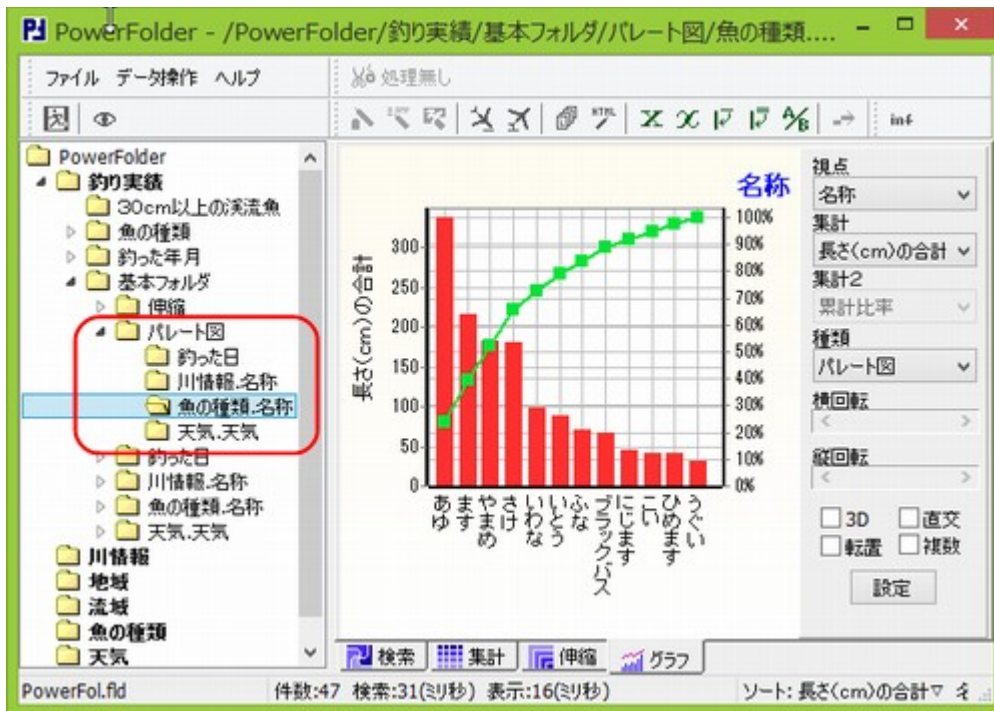 PowerFolder - /PowerFolder/釣り実績/基本フォルダ/パレート図/魚の種類....
ファイル データ操作 ヘルプ
処理無し
HTML
A/B
inf
PowerFolder
釣り実績
30cm以上の渓流魚
魚の種類
釣った年月
基本フォルダ
伸縮
パレート図
釣った日
川情報.名称
魚の種類.名称
天気.天気
釣った日
川情報.名称
魚の種類.名称
天気.天気
川情報
地域
流域
魚の種類
天気
名称
長さ(cm)の合計
300
250
200
150
100
50
0
100%
90%
80%
70%
60%
50%
40%
30%
20%
10%
0%
あゆ
ます
やまめ
さけ
いわな
いとう
ふな
ブラックバス
にじます
こい
ひめます
うぐい
視点
名称
集計
長さ(cm)の合計
集計2
累計比率
種類
パレート図
横回転
縦回転
3D 直交
転置 複数
設定
検索 集計 伸縮 グラフ
PowerFol.fld 件数:47 検索:31(ミリ秒) 表示:16(ミリ秒) ソート: 長さ(cm)の合計▽